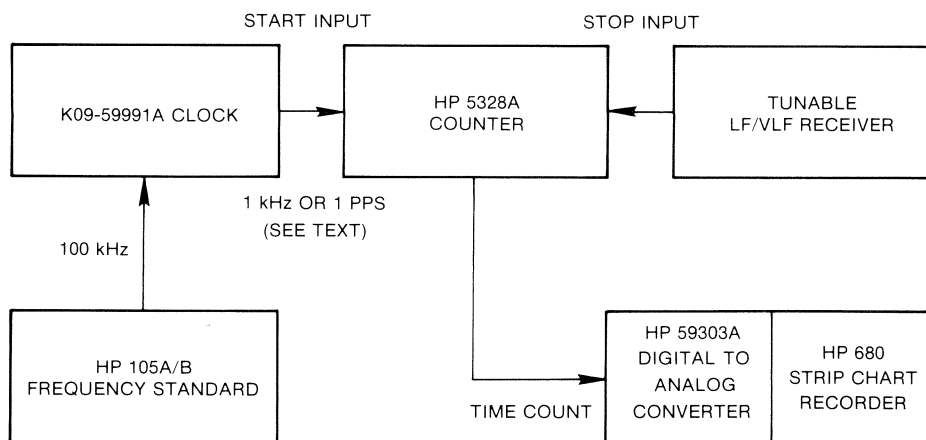 START INPUT
STOP INPUT
K09-59991A CLOCK
HP 5328A
COUNTER
TUNABLE
LF/VLF RECEIVER
1 kHz OR 1 PPS
(SEE TEXT)
100 kHz
HP 105A/B
FREQUENCY STANDARD
TIME COUNT
HP 59303A
DIGITAL TO
ANALOG
CONVERTER
HP 680
STRIP CHART
RECORDER